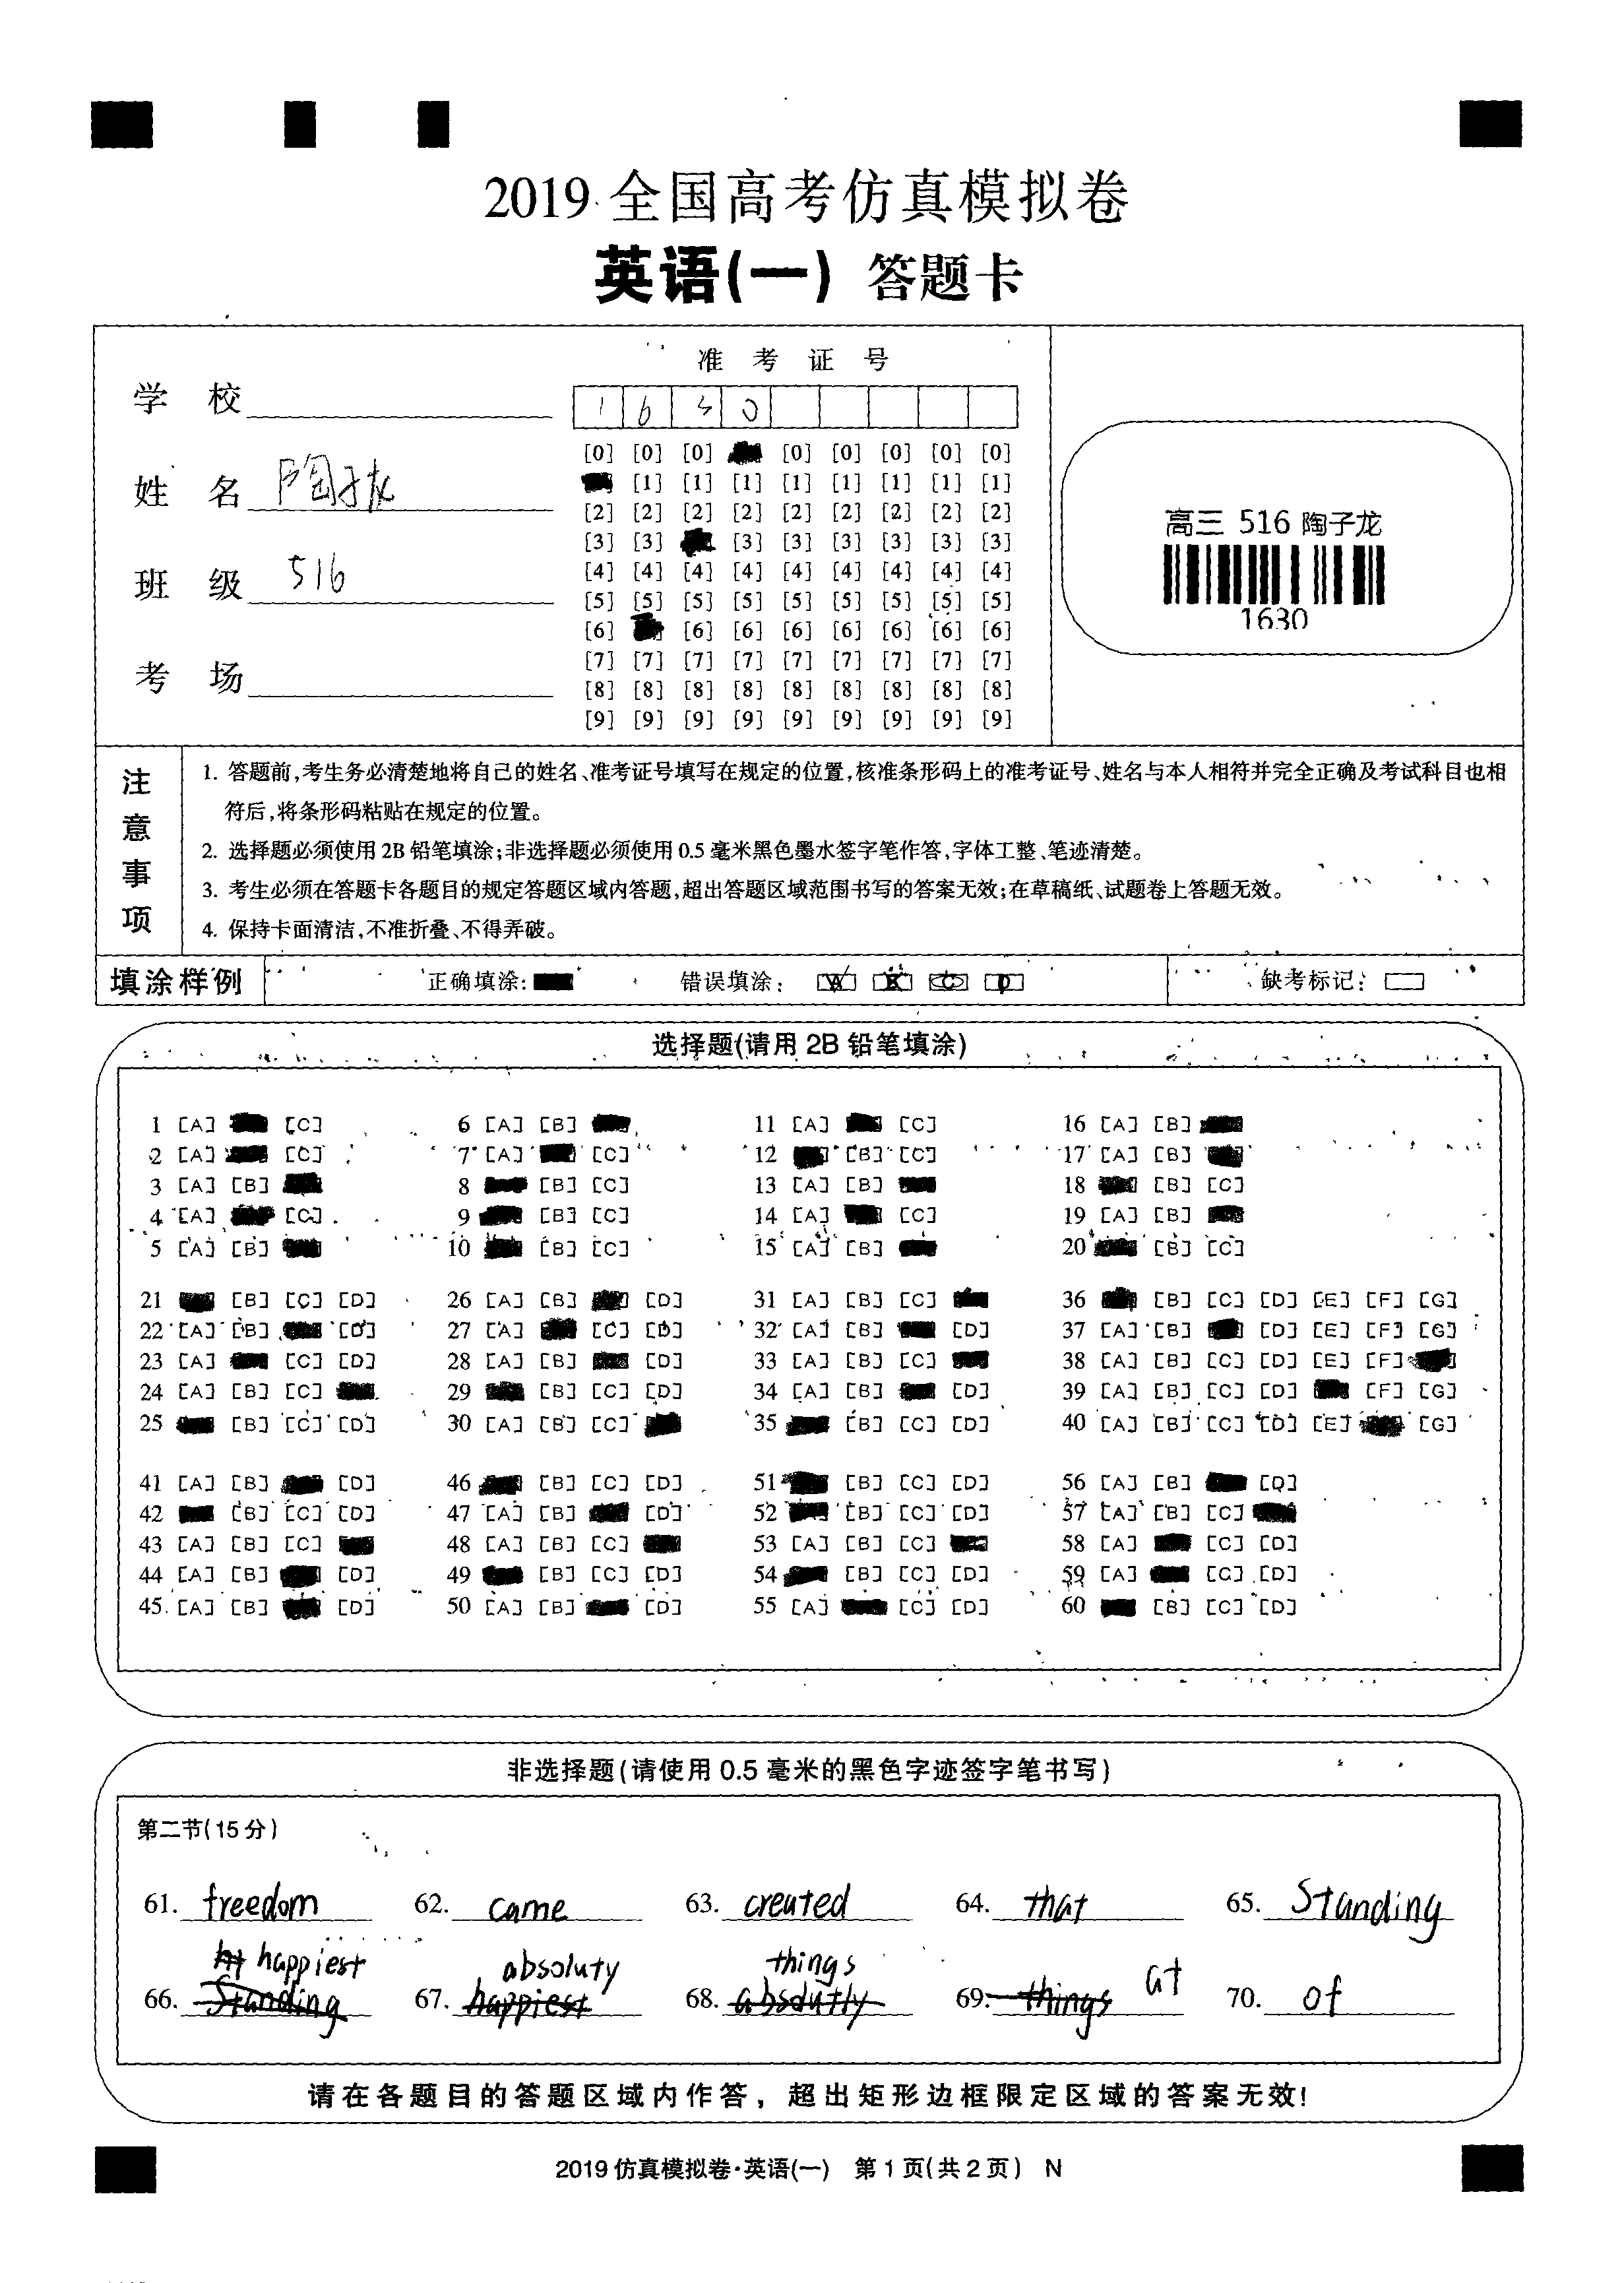 2019 全国高考仿真模拟卷
英语(一) 答题卡
准 考 证 号
学 校
1 6 3 0
姓 名 陶子龙
班 级 516
考 场
[0] [0] [0] [0] [0] [0] [0] [0]
[1] [1] [1] [1] [1] [1] [1] [1]
[2] [2] [2] [2] [2] [2] [2] [2] [2]
[3] [3] [3] [3] [3] [3] [3] [3]
[4] [4] [4] [4] [4] [4] [4] [4] [4]
[5] [5] [5] [5] [5] [5] [5] [5] [5]
[6] [6] [6] [6] [6] [6] [6] [6]
[7] [7] [7] [7] [7] [7] [7] [7] [7]
[8] [8] [8] [8] [8] [8] [8] [8] [8]
[9] [9] [9] [9] [9] [9] [9] [9] [9]
高三 516 陶子龙
1630
注意事项
1. 答题前,考生务必清楚地将自己的姓名、准考证号填写在规定的位置,核准条形码上的准考证号、姓名与本人相符并完全正确及考试科目也相
符后,将条形码粘贴在规定的位置。
2. 选择题必须使用 2B 铅笔填涂;非选择题必须使用 0.5 毫米黑色墨水签字笔作答,字体工整、笔迹清楚。
3. 考生必须在答题卡各题目的规定答题区域内答题,超出答题区域范围书写的答案无效;在草稿纸、试题卷上答题无效。
4. 保持卡面清洁,不准折叠、不得弄破。
填涂样例 正确填涂: 错误填涂: A B C D 缺考标记:
选择题(请用 2B 铅笔填涂)
1 [A] [C] 6 [A] [B] 11 [A] [C] 16 [A] [B]
2 [A] [C] 7 [A] [C] 12 [B] [C] 17 [A] [B]
3 [A] [B] 8 [B] [C] 13 [A] [B] 18 [B] [C]
4 [A] [C] 9 [B] [C] 14 [A] [C] 19 [A] [B]
5 [A] [B] 10 [B] [C] 15 [A] [B] 20 [B] [C]
21 [B] [C] [D] 26 [A] [B] [D] 31 [A] [B] [C] 36 [B] [C] [D] [E] [F] [G]
22 [A] [B] [D] 27 [A] [C] [D] 32 [A] [B] [D] 37 [A] [B] [D] [E] [F] [G]
23 [A] [C] [D] 28 [A] [B] [D] 33 [A] [B] [C] 38 [A] [B] [C] [D] [E] [F]
24 [A] [B] [C] 29 [B] [C] [D] 34 [A] [B] [D] 39 [A] [B] [C] [D] [F] [G]
25 [B] [C] [D] 30 [A] [B] [C] 35 [B] [C] [D] 40 [A] [B] [C] [D] [E] [G]
41 [A] [B] [D] 46 [B] [C] [D] 51 [B] [C] [D] 56 [A] [B] [D]
42 [B] [C] [D] 47 [A] [B] [D] 52 [B] [C] [D] 57 [A] [B] [C]
43 [A] [B] [C] 48 [A] [B] [C] 53 [A] [B] [C] 58 [A] [C] [D]
44 [A] [B] [D] 49 [B] [C] [D] 54 [B] [C] [D] 59 [A] [C] [D]
45 [A] [B] [D] 50 [A] [B] [D] 55 [A] [C] [D] 60 [B] [C] [D]
非选择题(请使用 0.5 毫米的黑色字迹签字笔书写)
第二节(15 分)
61. freedom 62. came 63. created 64. that 65. Standing
happiest absoluty things at
66. Standing 67. happiest 68. absolutly 69. things 70. of
请在各题目的答题区域内作答，超出矩形边框限定区域的答案无效!
2019 仿真模拟卷·英语(一) 第 1 页(共 2 页) N